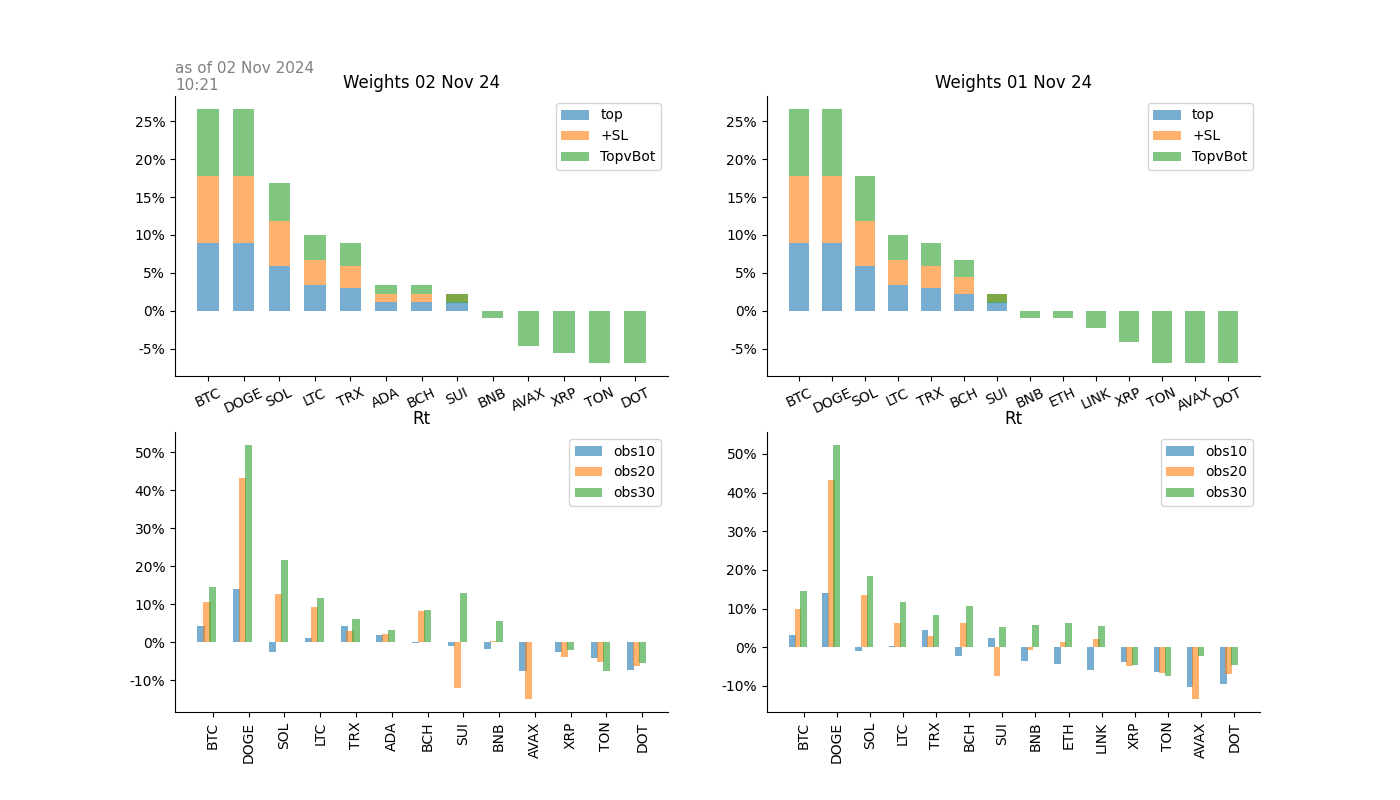 as of 02 Nov 2024
10:21
Weights 02 Nov 24
25%
20%
15%
10%
5%
0%
-5%
top
+SL
TopvBot
BTC DOGE SOL LTC TRX ADA BCH SUI BNB AVAX XRP TON DOT
Weights 01 Nov 24
25%
20%
15%
10%
5%
0%
-5%
top
+SL
TopvBot
BTC DOGE SOL LTC TRX BCH SUI BNB ETH LINK XRP TON AVAX DOT
Rt
50%
40%
30%
20%
10%
0%
-10%
obs10
obs20
obs30
BTC DOGE SOL LTC TRX ADA BCH SUI BNB AVAX XRP TON DOT
Rt
50%
40%
30%
20%
10%
0%
-10%
obs10
obs20
obs30
BTC DOGE SOL LTC TRX BCH SUI BNB ETH LINK XRP TON AVAX DOT